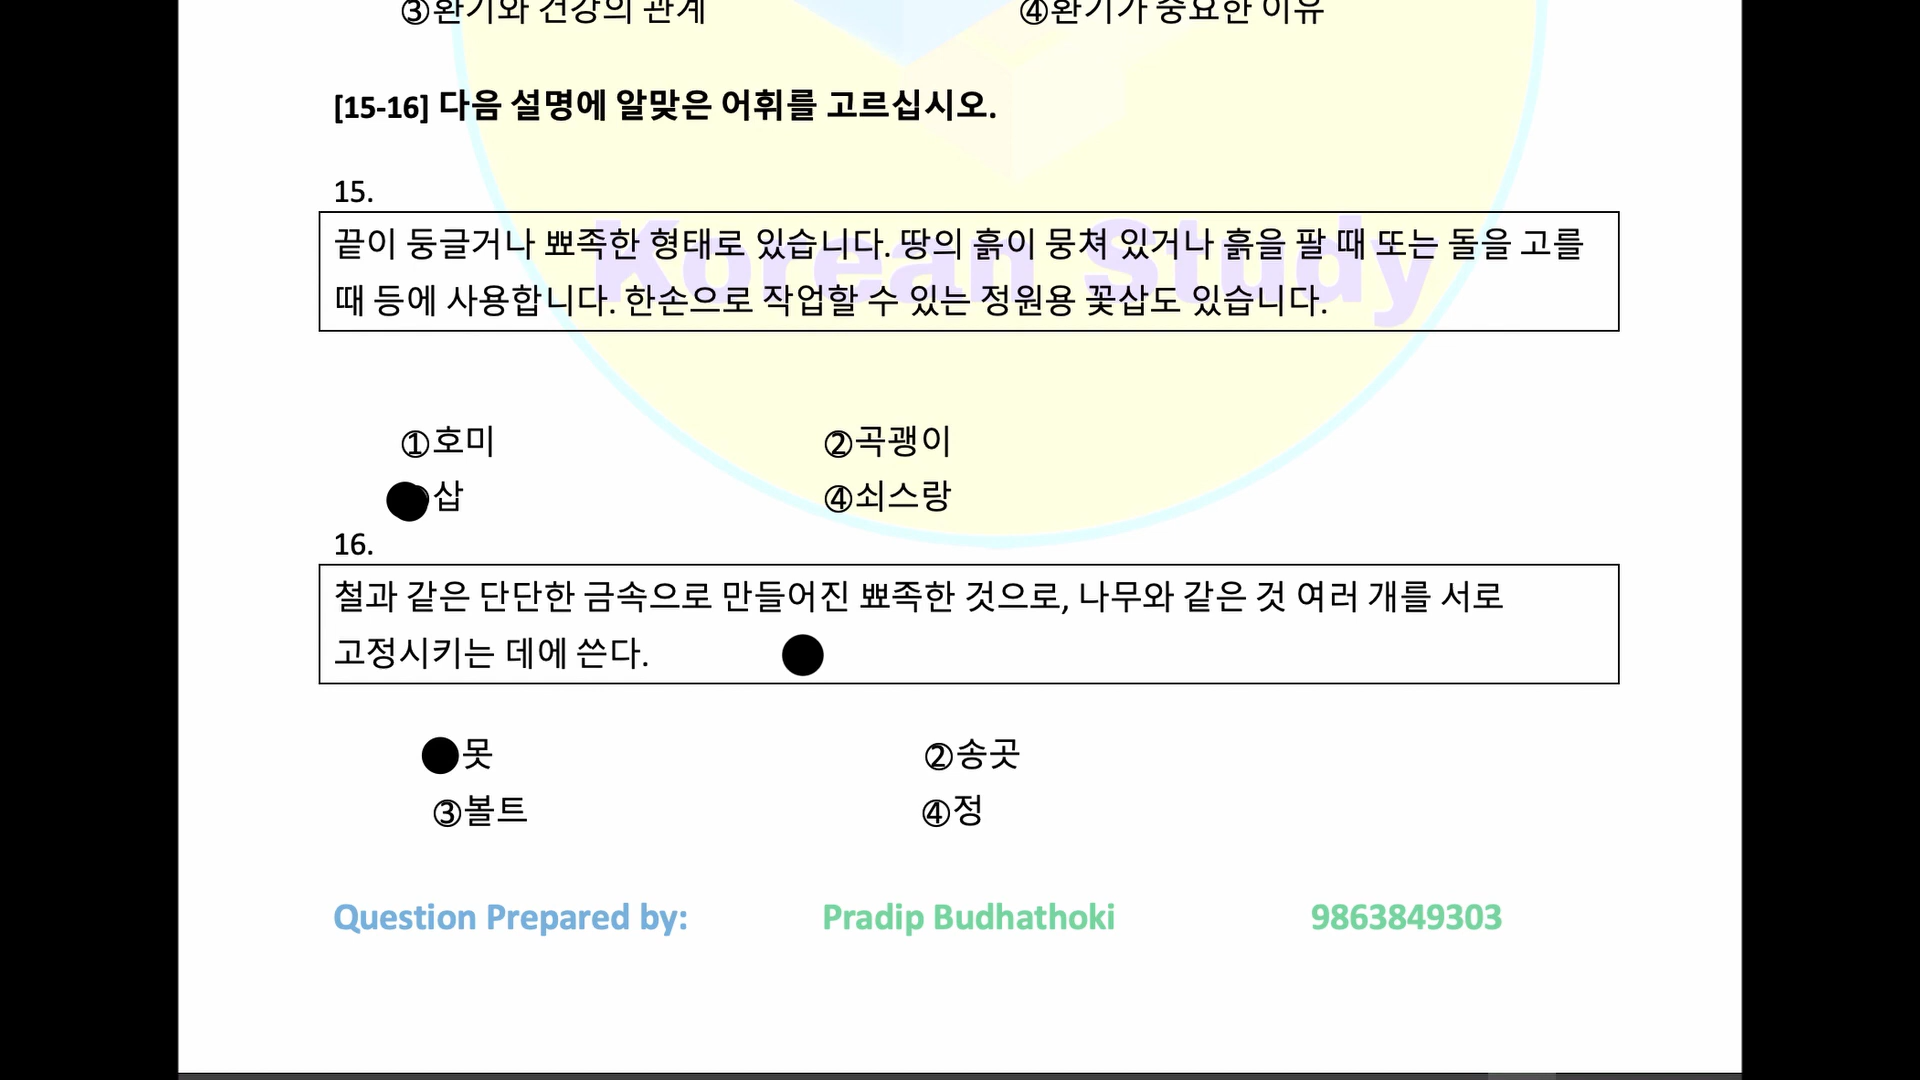 ③환기와 건강의 관계 ④환기가 중요한 이유
[15-16] 다음 설명에 알맞은 어휘를 고르십시오.
15.
끝이 둥글거나 뾰족한 형태로 있습니다. 땅의 흙이 뭉쳐 있거나 흙을 팔 때 또는 돌을 고를
때 등에 사용합니다. 한손으로 작업할 수 있는 정원용 꽃삽도 있습니다.
Korean Study
①호미 ②곡괭이
삽 ④쇠스랑
16.
철과 같은 단단한 금속으로 만들어진 뾰족한 것으로, 나무와 같은 것 여러 개를 서로
고정시키는 데에 쓴다.
못 ②송곳
③볼트 ④정
Question Prepared by: Pradip Budhathoki 9863849303